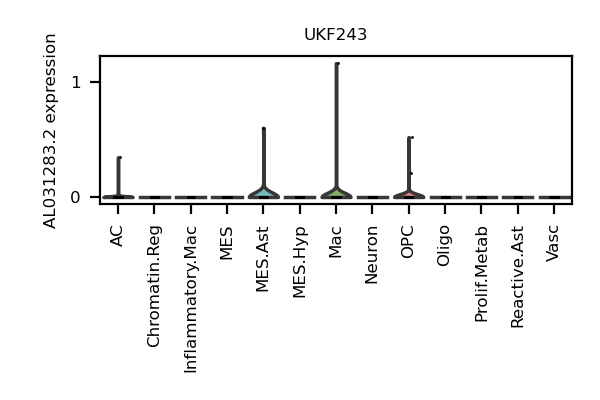 UKF243
AL031283.2 expression
1
0
AC
Chromatin.Reg
Inflammatory.Mac
MES
MES.Ast
MES.Hyp
Mac
Neuron
OPC
Oligo
Prolif.Metab
Reactive.Ast
Vasc